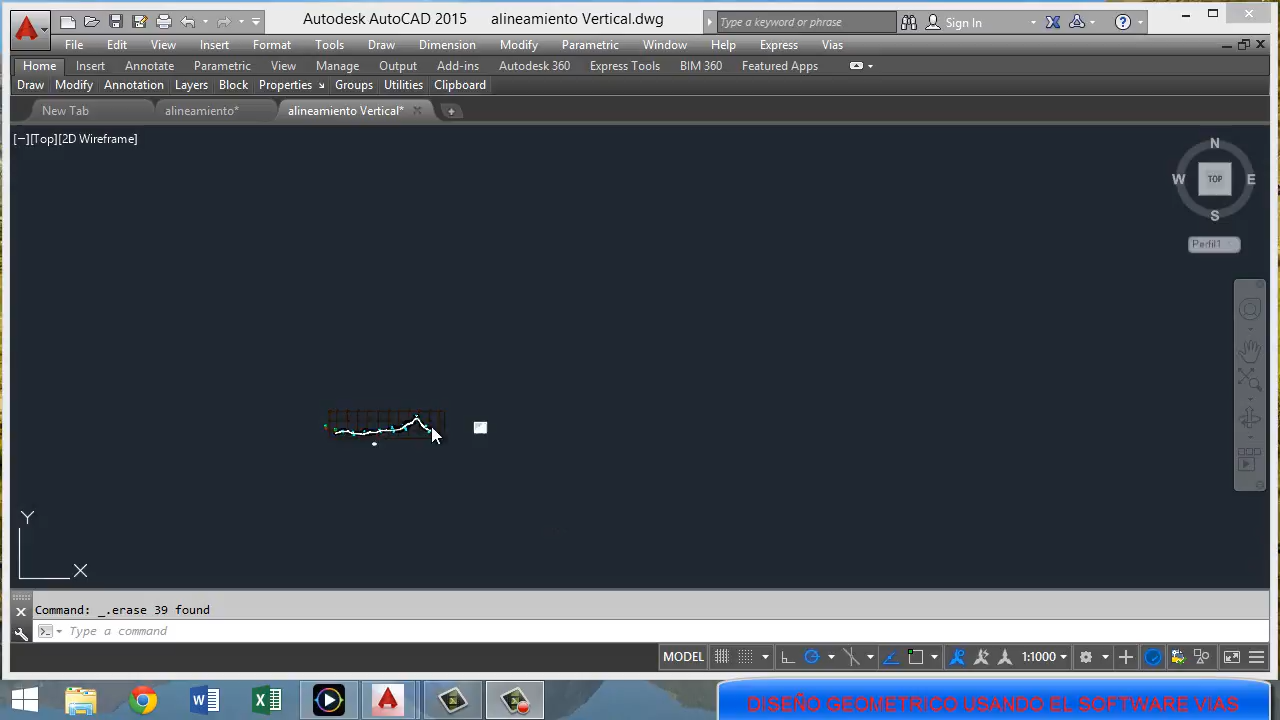 Autodesk AutoCAD 2015 alineamiento Vertical.dwg Type a keyword or phrase Sign In
File Edit View Insert Format Tools Draw Dimension Modify Parametric Window Help Express Vias
Home Insert Annotate Parametric View Manage Output Add-ins Autodesk 360 Express Tools BIM 360 Featured Apps
Draw Modify Annotation Layers Block Properties Groups Utilities Clipboard
New Tab alineamiento* alineamiento Vertical*
[−][Top][2D Wireframe]
N
W TOP E
S
Perfil1
Y
X
Command: _.erase 39 found
Type a command
MODEL 1:1000
DISEÑO GEOMETRICO USANDO EL SOFTWARE VIAS